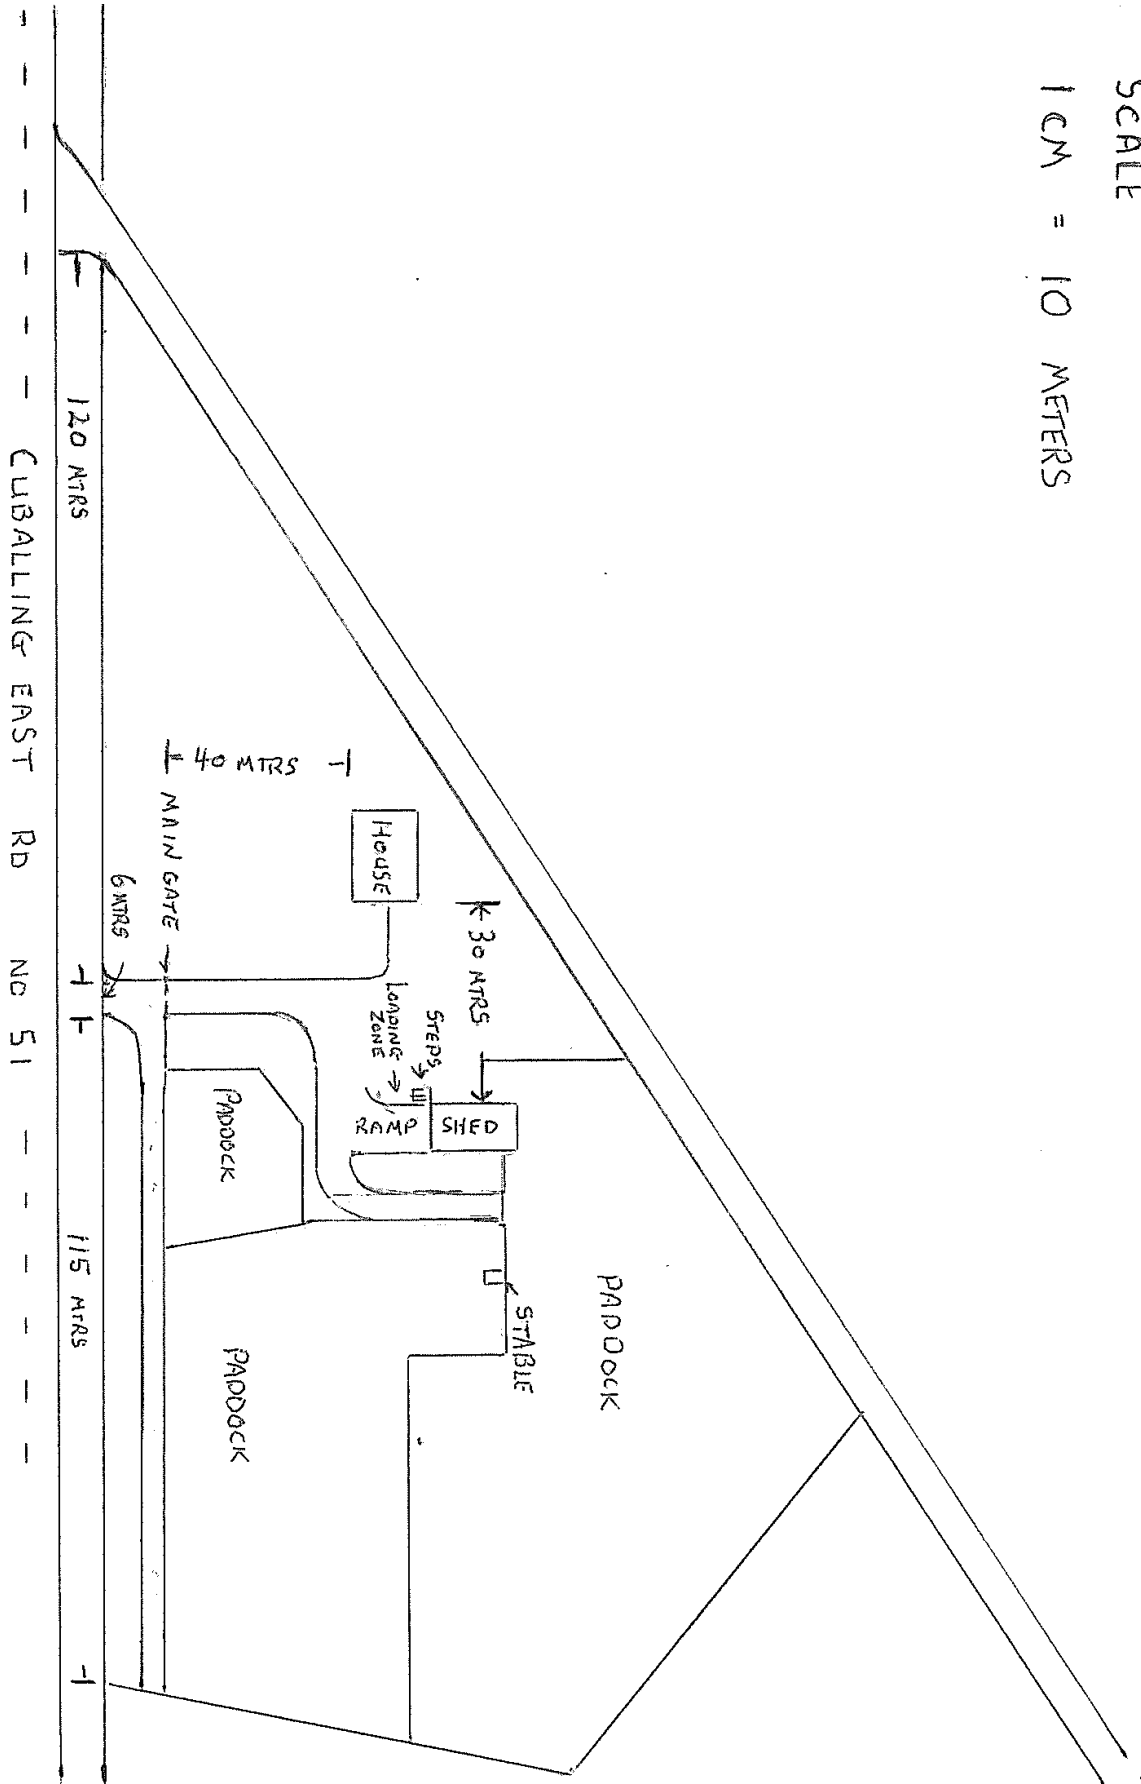 SCALE
1 CM = 10 METERS
120 MTRS
CUBALLING EAST RD NO 51
40 MTRS
MAIN GATE
6 MTRS
HOUSE
30 MTRS
STEPS
LOADING
ZONE
RAMP
SHED
PADDOCK
115 MTRS
STABLE
PADDOCK
PADDOCK